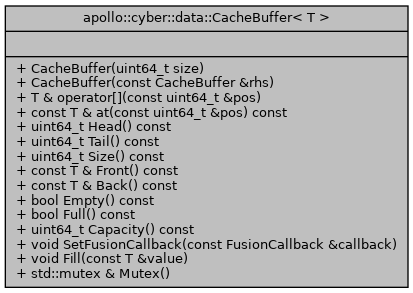 apollo::cyber::data::CacheBuffer< T >
+ CacheBuffer(uint64_t size)
+ CacheBuffer(const CacheBuffer &rhs)
+ T & operator[](const uint64_t &pos)
+ const T & at(const uint64_t &pos) const
+ uint64_t Head() const
+ uint64_t Tail() const
+ uint64_t Size() const
+ const T & Front() const
+ const T & Back() const
+ bool Empty() const
+ bool Full() const
+ uint64_t Capacity() const
+ void SetFusionCallback(const FusionCallback &callback)
+ void Fill(const T &value)
+ std::mutex & Mutex()